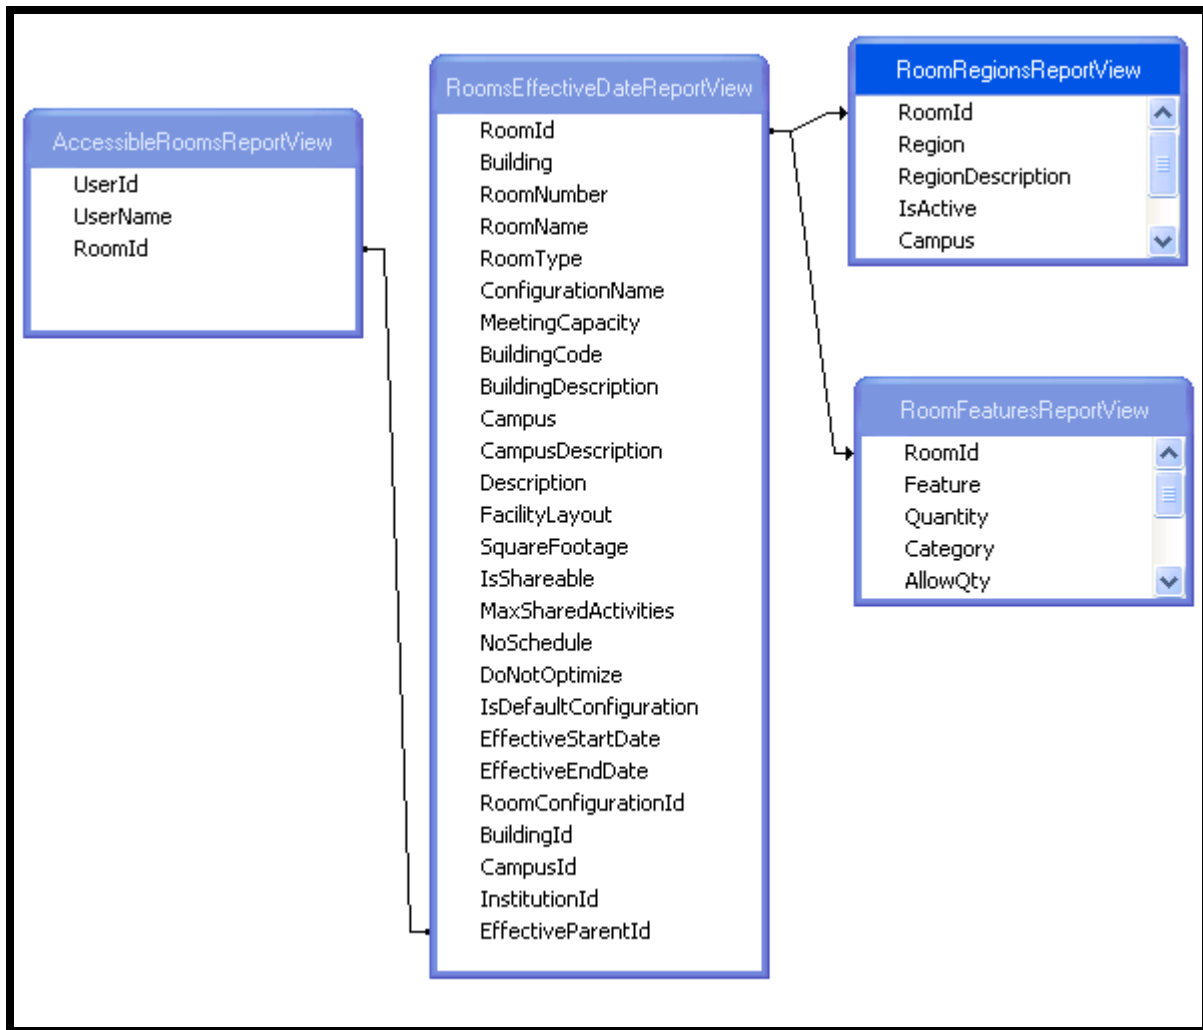 AccessibleRoomsReportView
UserId
UserName
RoomId
RoomsEffectiveDateReportView
RoomId
Building
RoomNumber
RoomName
RoomType
ConfigurationName
MeetingCapacity
BuildingCode
BuildingDescription
Campus
CampusDescription
Description
FacilityLayout
SquareFootage
IsShareable
MaxSharedActivities
NoSchedule
DoNotOptimize
IsDefaultConfiguration
EffectiveStartDate
EffectiveEndDate
RoomConfigurationId
BuildingId
CampusId
InstitutionId
EffectiveParentId
RoomRegionsReportView
RoomId
Region
RegionDescription
IsActive
Campus
RoomFeaturesReportView
RoomId
Feature
Quantity
Category
AllowQty